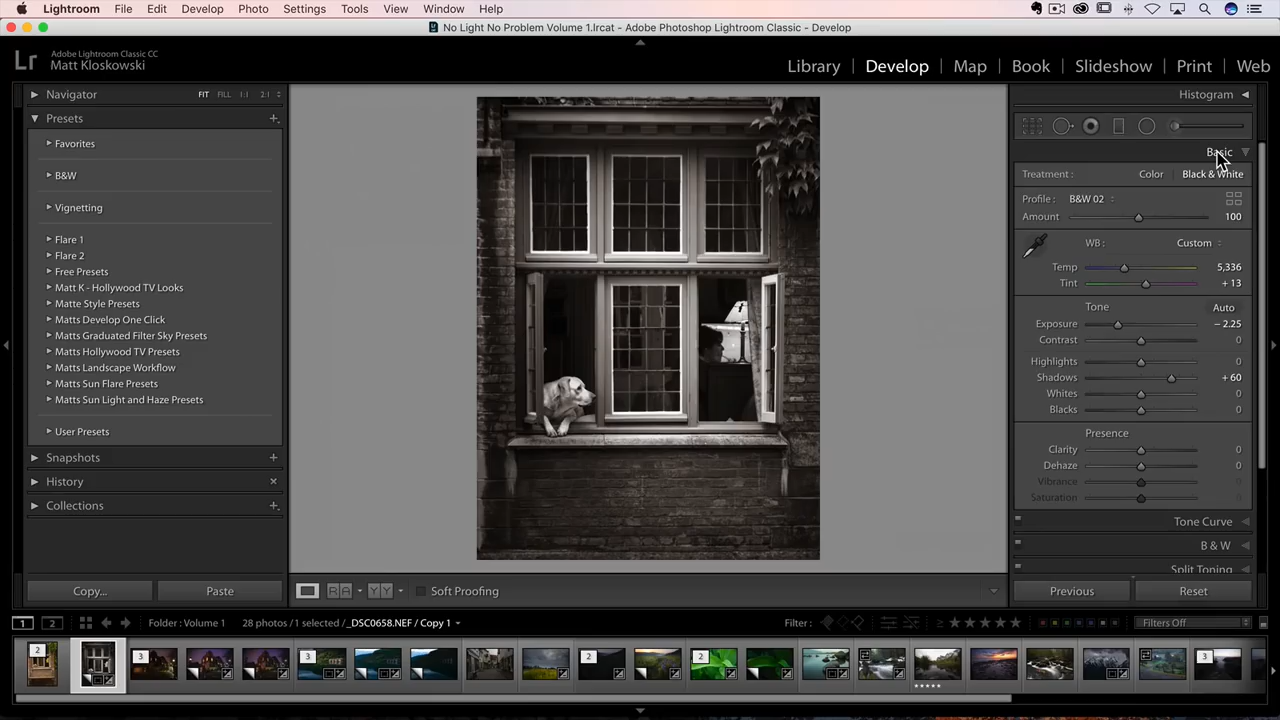 Lightroom File Edit Develop Photo Settings Tools View Window Help
No Light No Problem Volume 1.lrcat - Adobe Photoshop Lightroom Classic - Develop
Lr
Adobe Lightroom Classic CC
Matt Kloskowski
Library | Develop | Map | Book | Slideshow | Print | Web
Navigator FIT FILL 1:1 2:1
Presets
Favorites
B&W
Vignetting
Flare 1
Flare 2
Free Presets
Matt K - Hollywood TV Looks
Matte Style Presets
Matts Develop One Click
Matts Graduated Filter Sky Presets
Matts Hollywood TV Presets
Matts Landscape Workflow
Matts Sun Flare Presets
Matts Sun Light and Haze Presets
User Presets
Snapshots
History
Collections
Copy... Paste
Soft Proofing
Histogram
Basic
Treatment : Color | Black & White
Profile : B&W 02
Amount 100
WB : Custom
Temp 5,336
Tint + 13
Tone Auto
Exposure – 2.25
Contrast 0
Highlights 0
Shadows + 60
Whites 0
Blacks 0
Presence
Clarity 0
Dehaze 0
Vibrance
Saturation
Tone Curve
B & W
Split Toning
Previous Reset
1 2 Folder : Volume 1 28 photos / 1 selected / _DSC0658.NEF / Copy 1 Filter : Filters Off
2 3 3 2 2 3